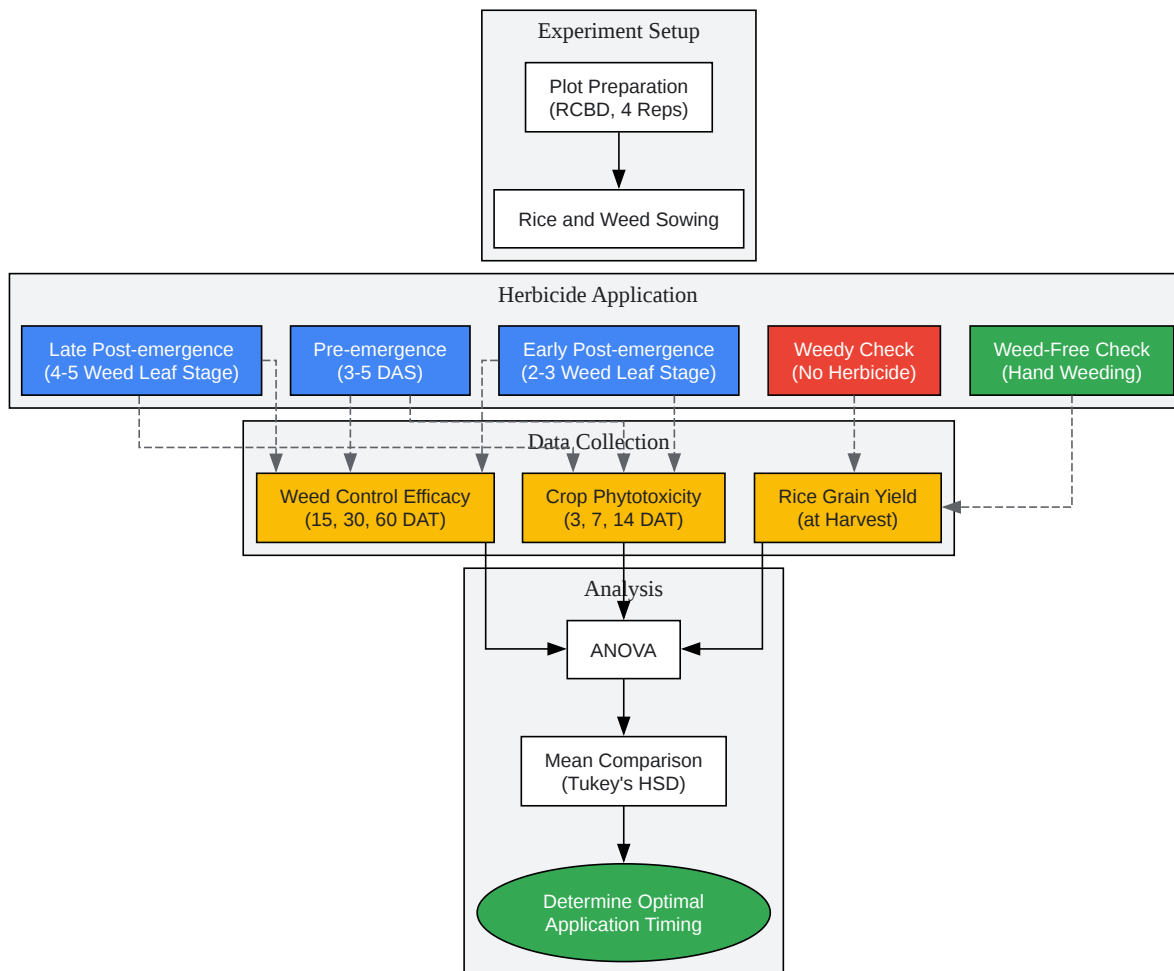 Experiment Setup
Plot Preparation
(RCBD, 4 Reps)
Rice and Weed Sowing
Herbicide Application
Late Post-emergence
(4-5 Weed Leaf Stage)
Pre-emergence
(3-5 DAS)
Early Post-emergence
(2-3 Weed Leaf Stage)
Weedy Check
(No Herbicide)
Weed-Free Check
(Hand Weeding)
Data Collection
Weed Control Efficacy
(15, 30, 60 DAT)
Crop Phytotoxicity
(3, 7, 14 DAT)
Rice Grain Yield
(at Harvest)
Analysis
ANOVA
Mean Comparison
(Tukey's HSD)
Determine Optimal
Application Timing